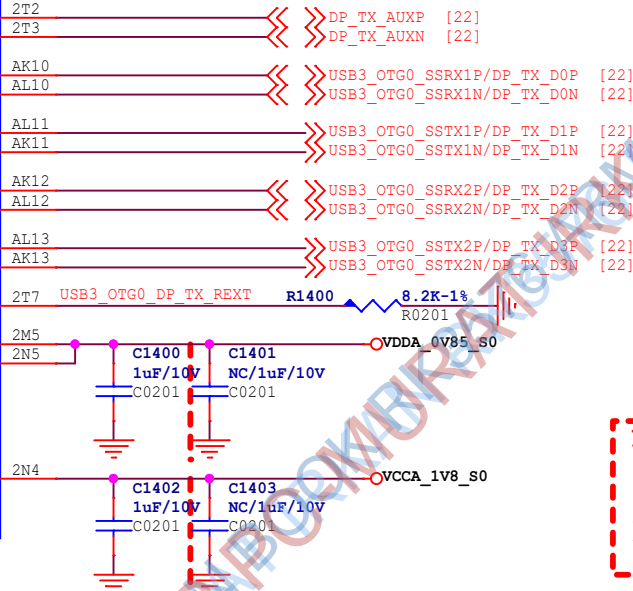 2T2 DP_TX_AUXP [22]
2T3 DP_TX_AUXN [22]
AK10 USB3_OTG0_SSRX1P/DP_TX_D0P [22]
AL10 USB3_OTG0_SSRX1N/DP_TX_D0N [22]
AL11 USB3_OTG0_SSTX1P/DP_TX_D1P [22]
AK11 USB3_OTG0_SSTX1N/DP_TX_D1N [22]
AK12 USB3_OTG0_SSRX2P/DP_TX_D2P [22]
AL12 USB3_OTG0_SSRX2N/DP_TX_D2N [22]
AL13 USB3_OTG0_SSTX2P/DP_TX_D3P [22]
AK13 USB3_OTG0_SSTX2N/DP_TX_D3N [22]
2T7 USB3_OTG0_DP_TX_REXT R1400 8.2K-1%
R0201
2M5 VDDA_0V85_S0
2N5 C1400 C1401
1uF/10V NC/1uF/10V
C0201 C0201
2N4 VCCA_1V8_S0
C1402 C1403
1uF/10V NC/1uF/10V
C0201 C0201